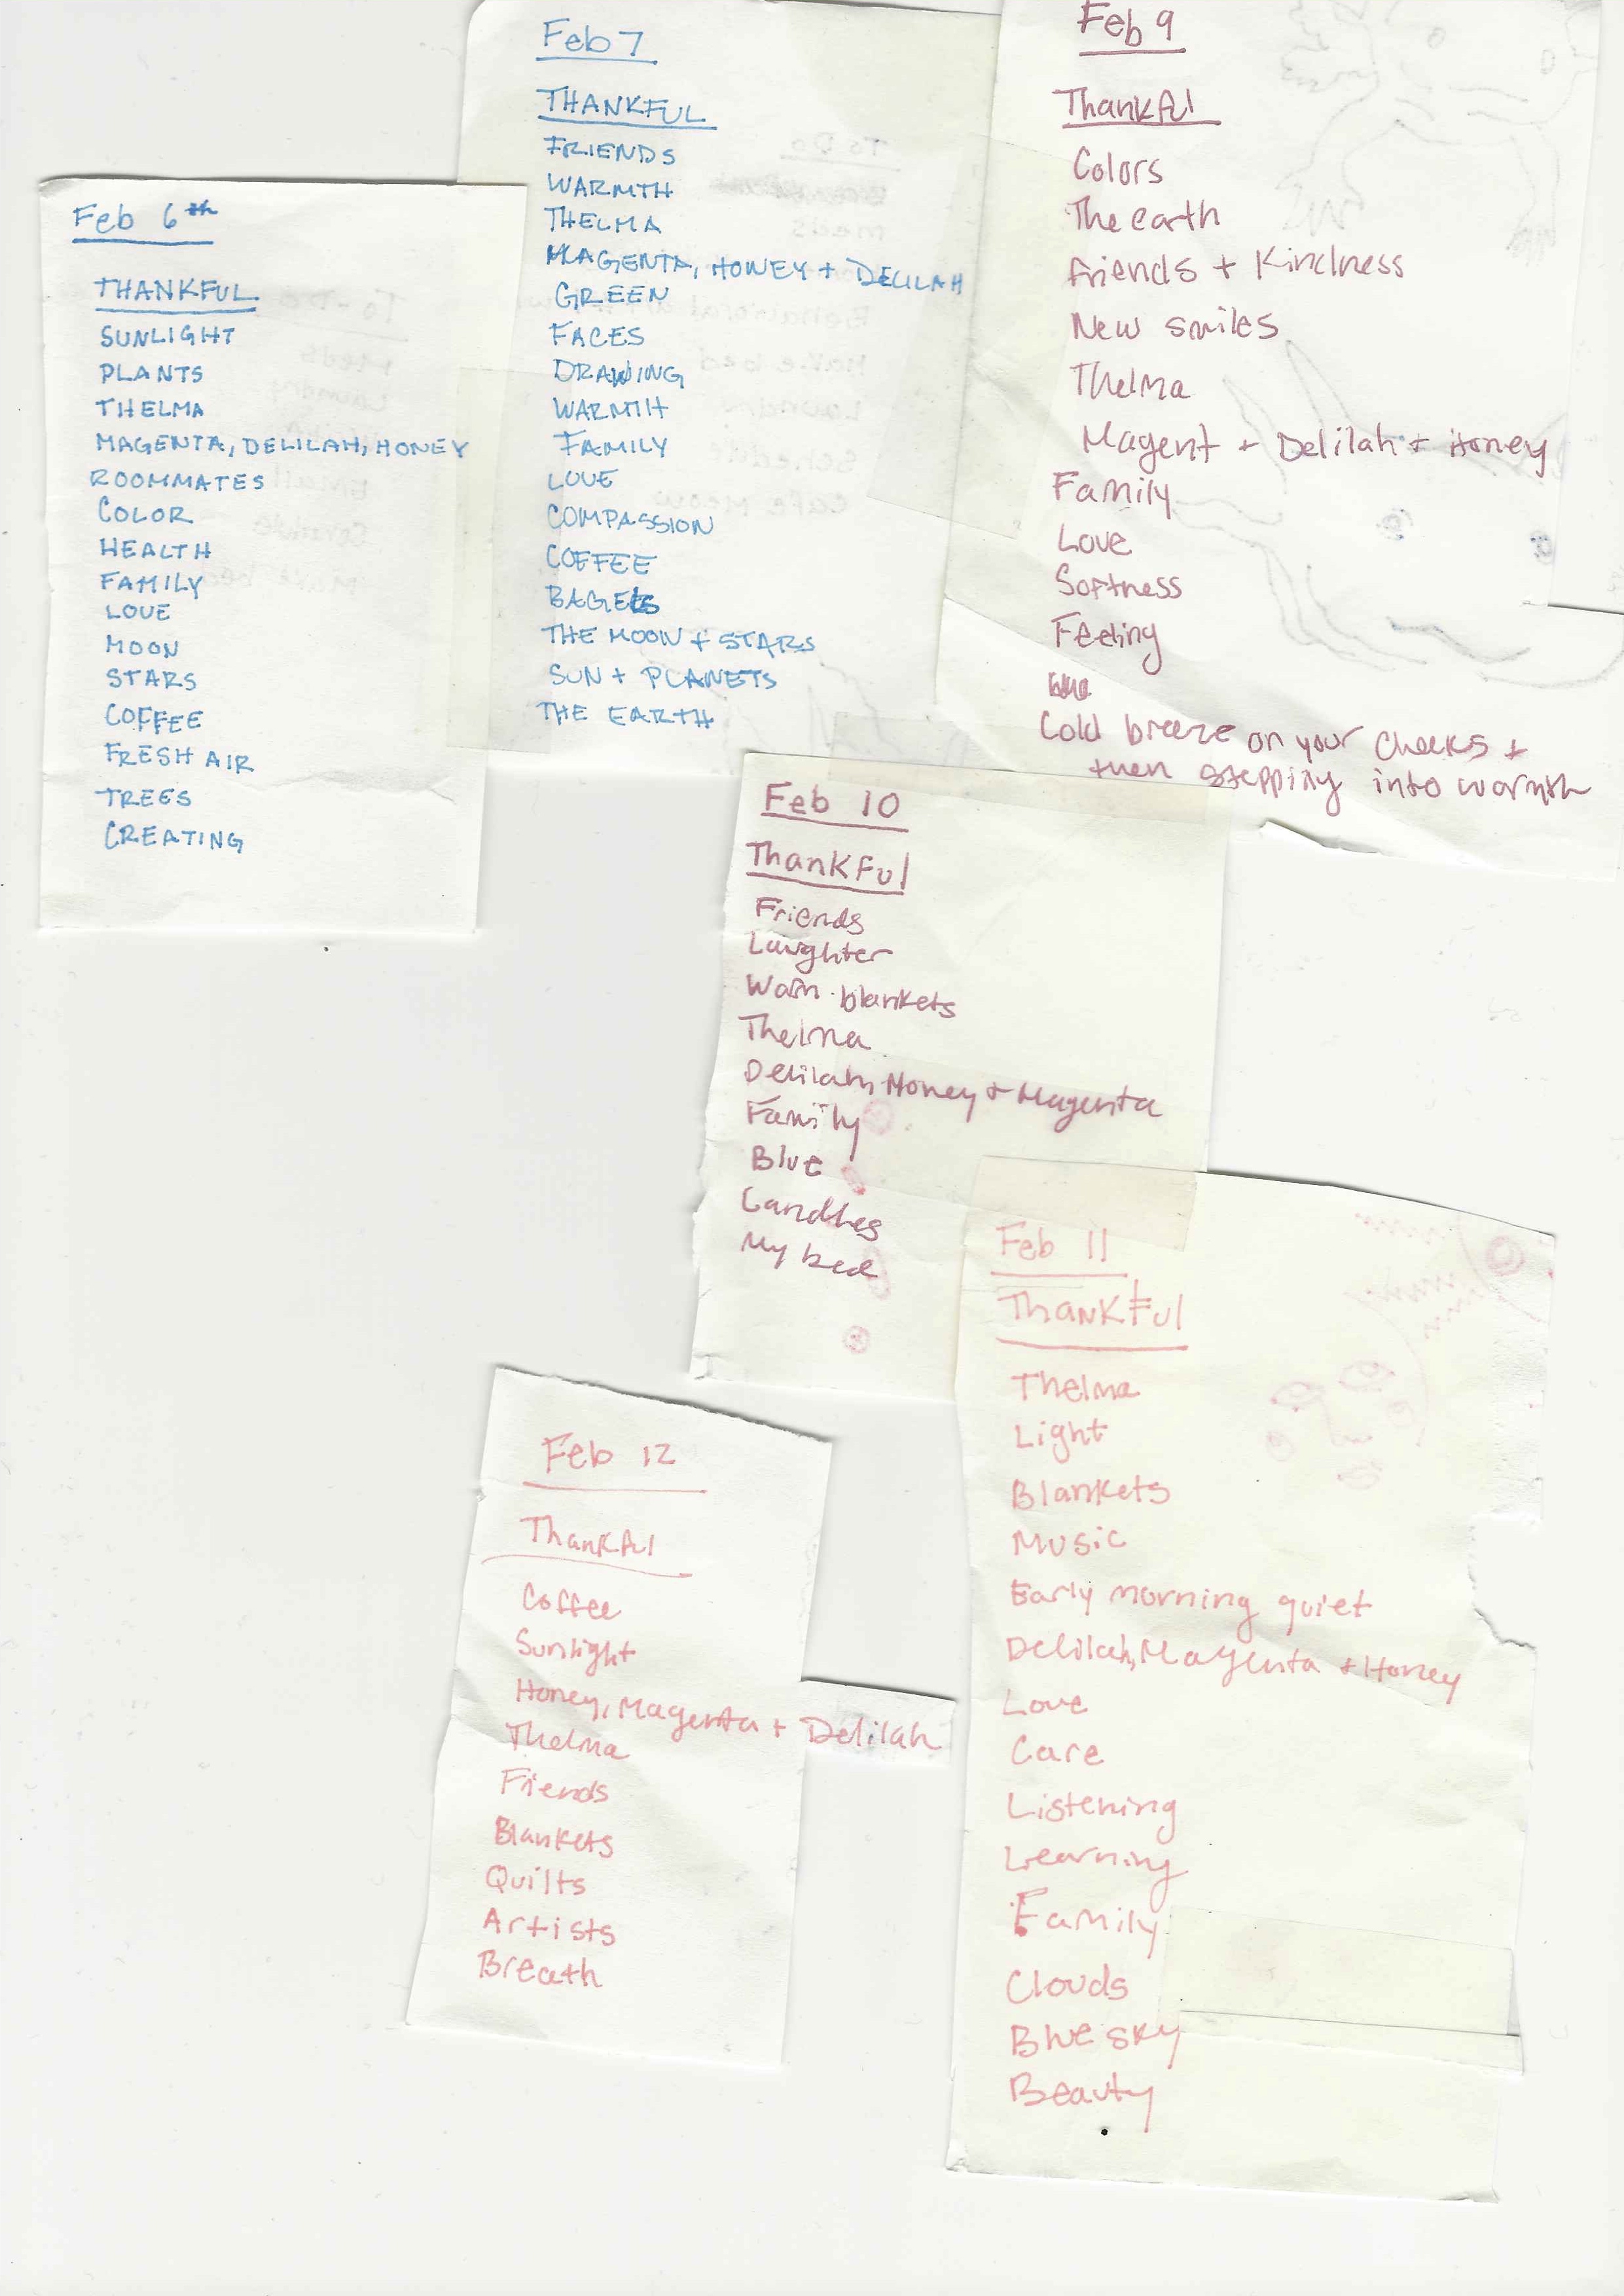 Feb 6th
THANKFUL
SUNLIGHT
PLANTS
THELMA
MAGENTA, DELILAH, HONEY
ROOMMATES
COLOR
HEALTH
FAMILY
LOVE
MOON
STARS
COFFEE
FRESH AIR
TREES
CREATING
Feb 7
THANKFUL
FRIENDS
WARMTH
THELMA
MAGENTA, HONEY + DELILAH
GREEN
FACES
DRAWING
WARMTH
FAMILY
LOVE
COMPASSION
COFFEE
BAGELS
THE MOON + STARS
SUN + PLANETS
THE EARTH
Feb 9
Thankful
Colors
The earth
friends + Kindness
New smiles
Thelma
Magent + Delilah + Honey
Family
Love
Softness
Feeling
Cold breeze on your cheeks +
then stepping into warmth
Feb 10
Thankful
Friends
Laughter
Warm blankets
Thelma
Delilah, Honey + Magenta
Family
Blue
Candles
My bed
Feb 11
Thankful
Thelma
Light
Blankets
Music
Early morning quiet
Delilah, Magenta + Honey
Love
Care
Listening
Learning
Family
Clouds
Blue sky
Beauty
Feb 12
Thankful
Coffee
Sunlight
Honey, Magenta + Delilah
Thelma
Friends
Blankets
Quilts
Artists
Breath